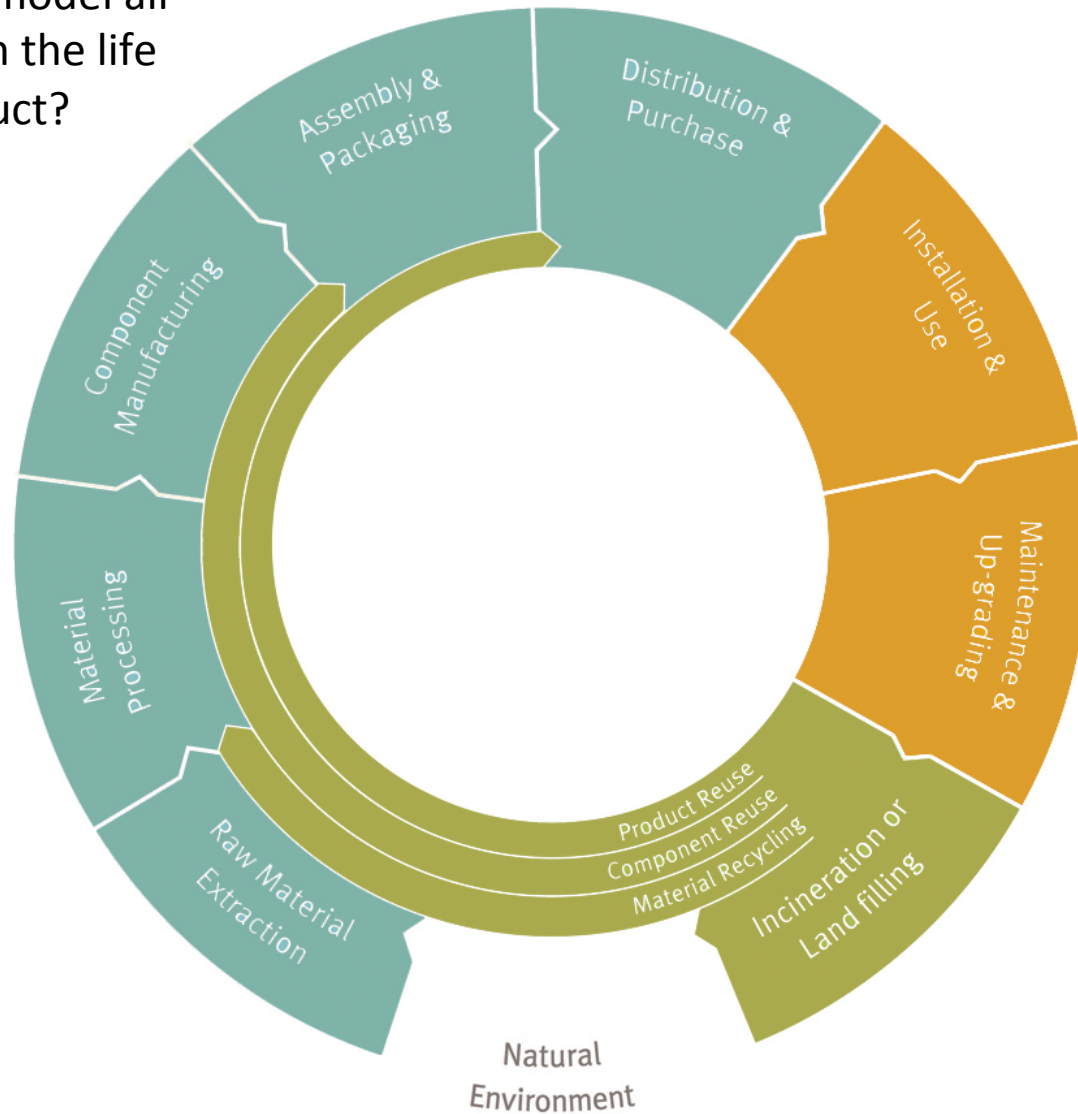 model all
n the life
uct?
Assembly &
Packaging
Distribution &
Purchase
Installation &
Use
Maintenance &
Up-grading
Incineration or
Land filling
Product Reuse
Component Reuse
Material Recycling
Raw Material
Extraction
Material
Processing
Component
Manufacturing
Natural
Environment